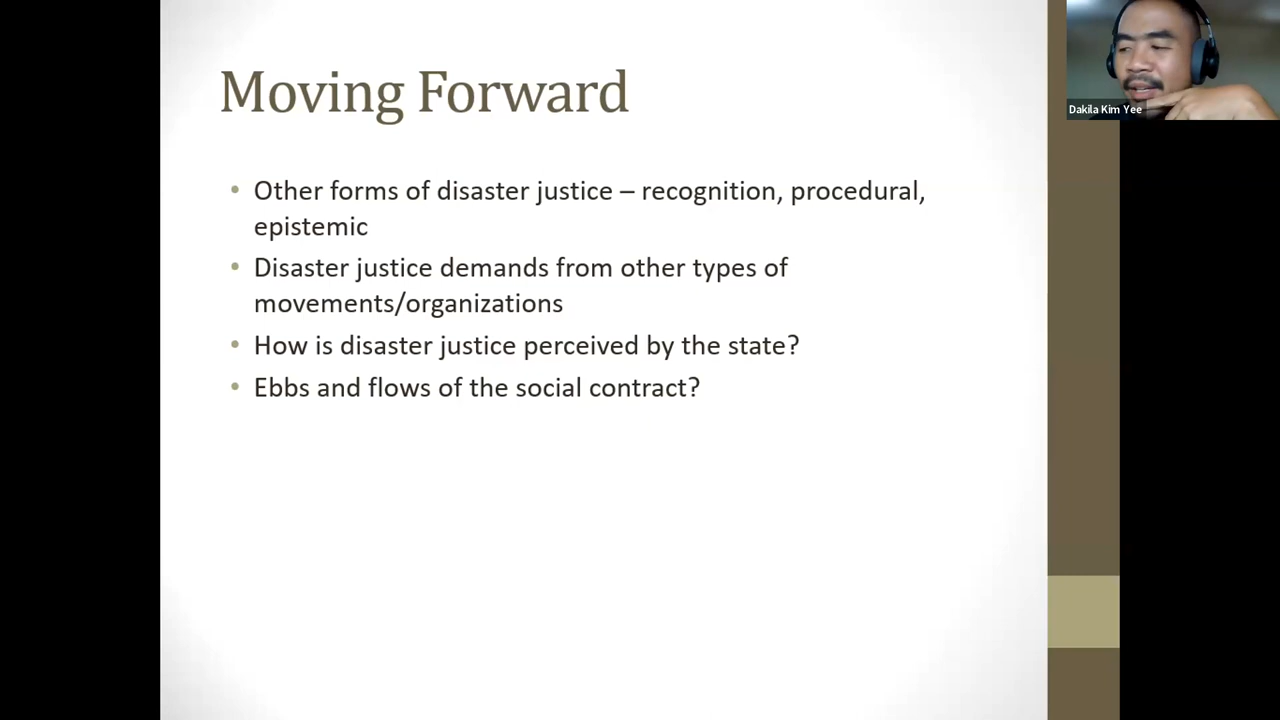 Moving Forward
Dakila Kim Yee
• Other forms of disaster justice – recognition, procedural,
epistemic
• Disaster justice demands from other types of
movements/organizations
• How is disaster justice perceived by the state?
• Ebbs and flows of the social contract?